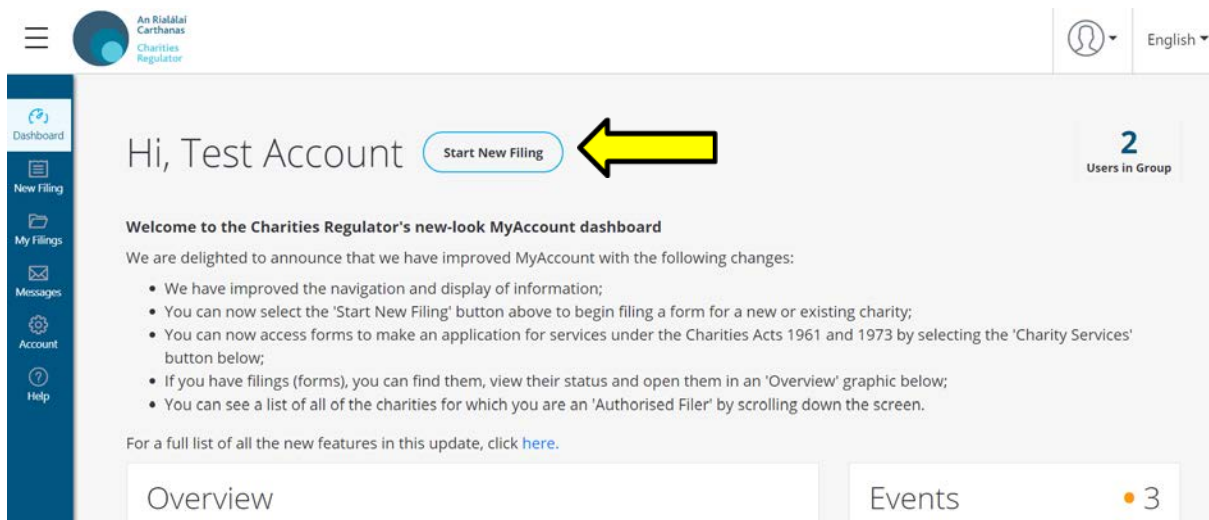 An Rialálaí
Carthanas
Charities
Regulator
English
Dashboard
New Filing
My Filings
Messages
Account
Help
Hi, Test Account
Start New Filing
2
Users in Group
Welcome to the Charities Regulator's new-look MyAccount dashboard
We are delighted to announce that we have improved MyAccount with the following changes:
• We have improved the navigation and display of information;
• You can now select the 'Start New Filing' button above to begin filing a form for a new or existing charity;
• You can now access forms to make an application for services under the Charities Acts 1961 and 1973 by selecting the 'Charity Services'
button below;
• If you have filings (forms), you can find them, view their status and open them in an 'Overview' graphic below;
• You can see a list of all of the charities for which you are an 'Authorised Filer' by scrolling down the screen.
For a full list of all the new features in this update, click here.
Overview
Events
3